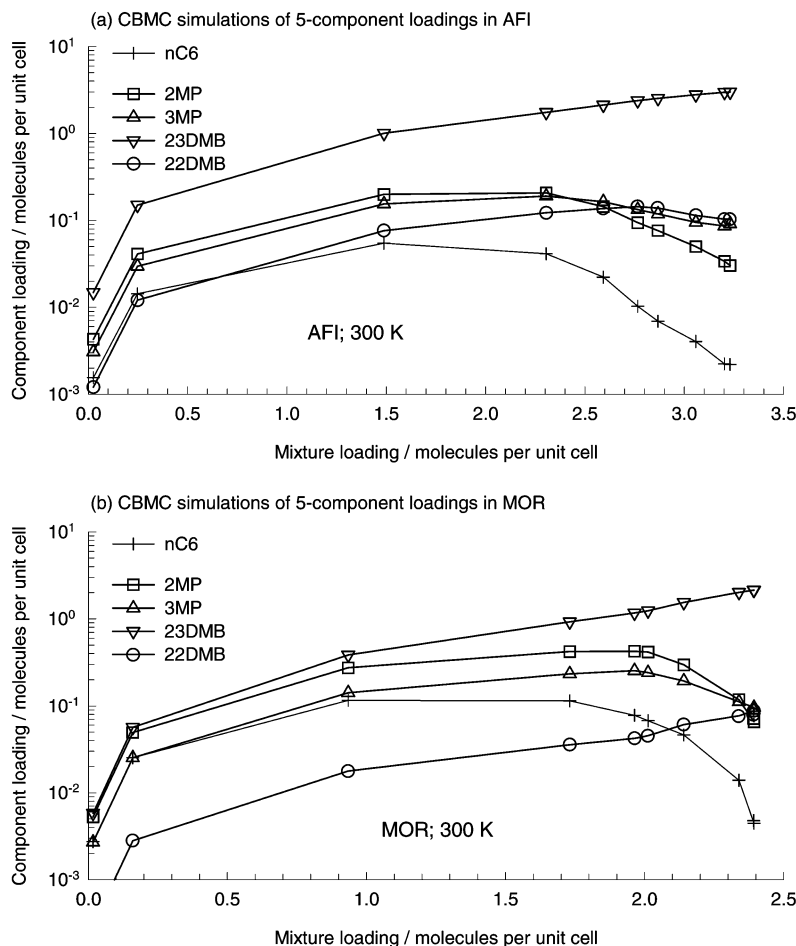 (a) CBMC simulations of 5-component loadings in AFI
Component loading / molecules per unit cell
10¹
10⁰
10⁻¹
10⁻²
10⁻³
nC6
2MP
3MP
23DMB
22DMB
AFI; 300 K
0.0 0.5 1.0 1.5 2.0 2.5 3.0 3.5
Mixture loading / molecules per unit cell
(b) CBMC simulations of 5-component loadings in MOR
Component loading / molecules per unit cell
10¹
10⁰
10⁻¹
10⁻²
10⁻³
nC6
2MP
3MP
23DMB
22DMB
MOR; 300 K
0.0 0.5 1.0 1.5 2.0 2.5
Mixture loading / molecules per unit cell